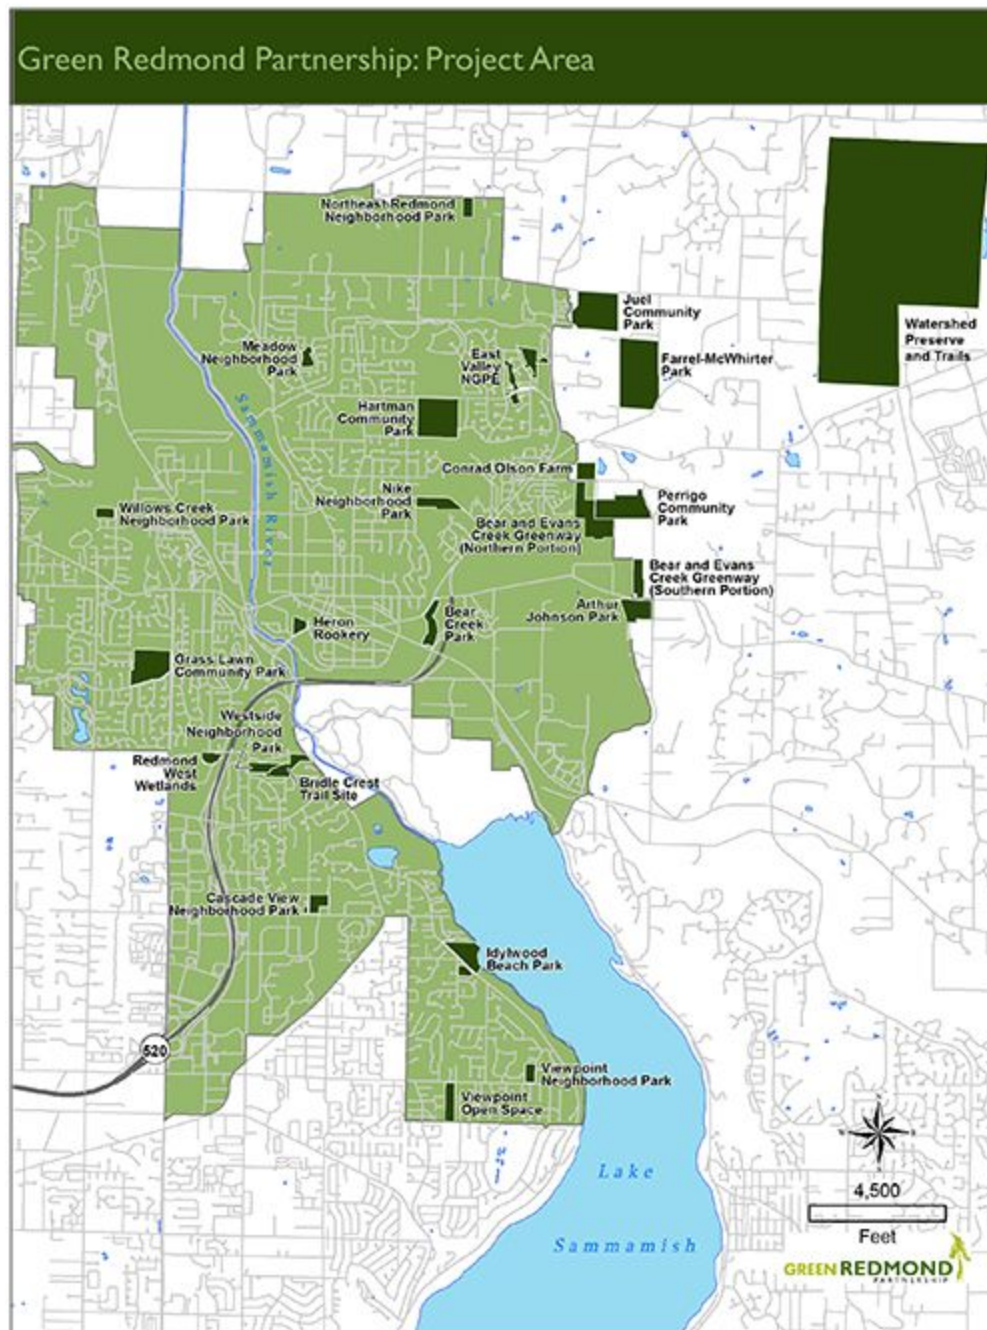 Green Redmond Partnership: Project Area
Northeast Redmond
Neighborhood Park
Juel
Community
Park
Watershed
Preserve
and Trails
Meadow
Neighborhood
Park
East
Valley
NGPE
Farrel-McWhirter
Park
Hartman
Community
Park
Sammamish River
Conrad Olson Farm
Nike
Neighborhood
Park
Perrigo
Community
Park
Willows Creek
Neighborhood Park
Bear and Evans
Creek Greenway
(Northern Portion)
Bear and Evans
Creek Greenway
(Southern Portion)
Arthur
Johnson Park
Bear
Creek
Park
Heron
Rookery
Grass Lawn
Community Park
Westside
Neighborhood
Park
Redmond
West
Wetlands
Bridle Crest
Trail Site
Cascade View
Neighborhood Park
Idylwood
Beach Park
520
Viewpoint
Neighborhood Park
Viewpoint
Open Space
Lake
Sammamish
4,500
Feet
GREEN REDMOND
PARTNERSHIP